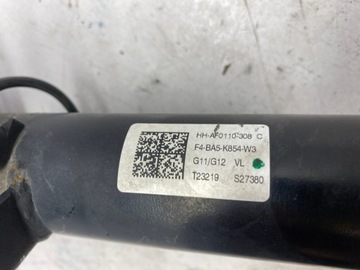 HH-AF0110-308 C
F4-BA5-K854-W3
G11/G12 VL
T23219 S27380